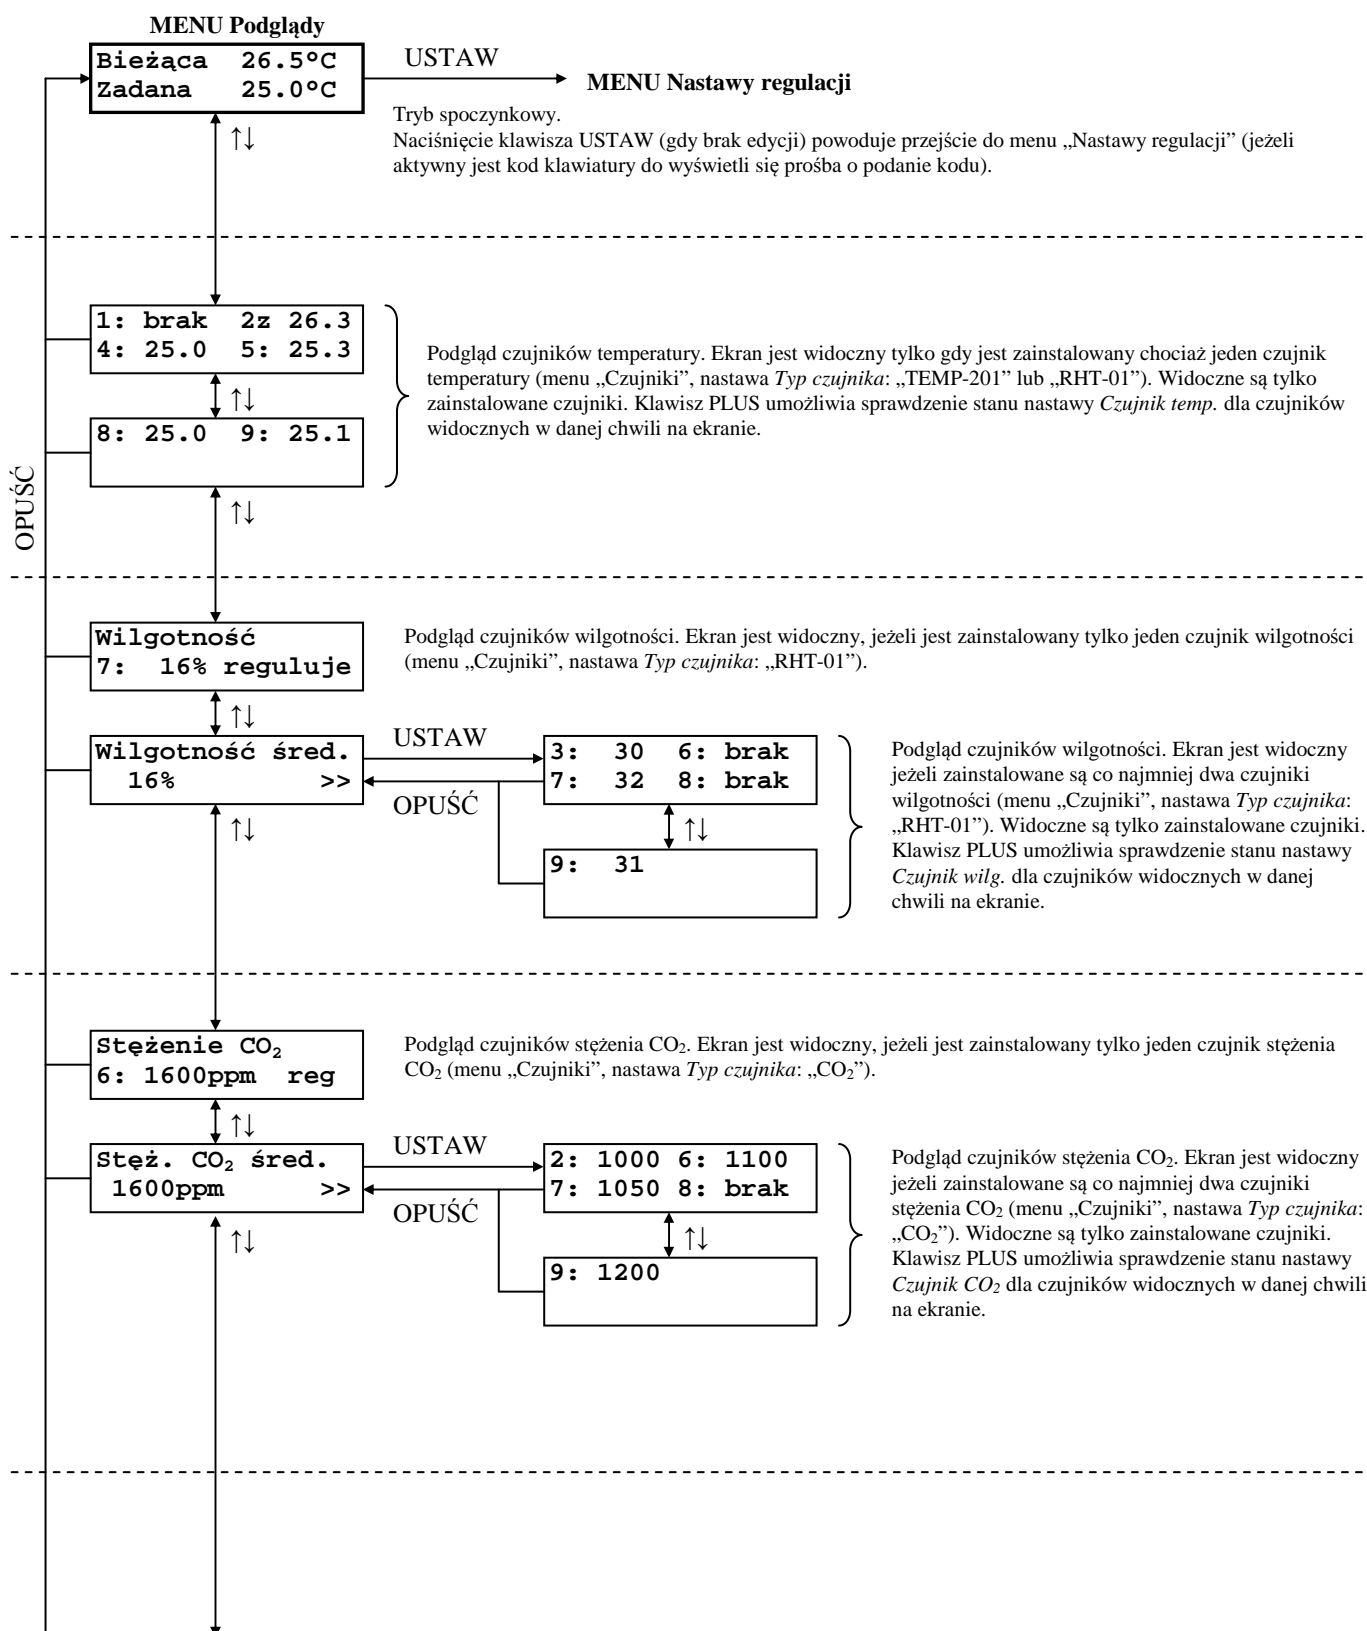 MENU Podglądy
Bieżąca  26.5°C
Zadana   25.0°C
USTAW
MENU Nastawy regulacji
↑↓
Tryb spoczynkowy.
Naciśnięcie klawisza USTAW (gdy brak edycji) powoduje przejście do menu „Nastawy regulacji” (jeżeli
aktywny jest kod klawiatury do wyświetli się prośba o podanie kodu).
OPUŚĆ
1: brak  2z 26.3
4: 25.0  5: 25.3
↑↓
8: 25.0  9: 25.1
↑↓
Podgląd czujników temperatury. Ekran jest widoczny tylko gdy jest zainstalowany chociaż jeden czujnik
temperatury (menu „Czujniki”, nastawa Typ czujnika: „TEMP-201” lub „RHT-01”). Widoczne są tylko
zainstalowane czujniki. Klawisz PLUS umożliwia sprawdzenie stanu nastawy Czujnik temp. dla czujników
widocznych w danej chwili na ekranie.
Wilgotność
7:  16% reguluje
Podgląd czujników wilgotności. Ekran jest widoczny, jeżeli jest zainstalowany tylko jeden czujnik wilgotności
(menu „Czujniki”, nastawa Typ czujnika: „RHT-01”).
↑↓
Wilgotność śred.
16%         >>
↑↓
USTAW
OPUŚĆ
3:  30  6: brak
7:  32  8: brak
↑↓
9:  31
Podgląd czujników wilgotności. Ekran jest widoczny
jeżeli zainstalowane są co najmniej dwa czujniki
wilgotności (menu „Czujniki”, nastawa Typ czujnika:
„RHT-01”). Widoczne są tylko zainstalowane czujniki.
Klawisz PLUS umożliwia sprawdzenie stanu nastawy
Czujnik wilg. dla czujników widocznych w danej
chwili na ekranie.
Stężenie CO₂
6: 1600ppm  reg
Podgląd czujników stężenia CO₂. Ekran jest widoczny, jeżeli jest zainstalowany tylko jeden czujnik stężenia
CO₂ (menu „Czujniki”, nastawa Typ czujnika: „CO₂”).
↑↓
Stęż. CO₂ śred.
1600ppm      >>
↑↓
USTAW
OPUŚĆ
2: 1000 6: 1100
7: 1050 8: brak
↑↓
9: 1200
Podgląd czujników stężenia CO₂. Ekran jest widoczny
jeżeli zainstalowane są co najmniej dwa czujniki
stężenia CO₂ (menu „Czujniki”, nastawa Typ czujnika:
„CO₂”). Widoczne są tylko zainstalowane czujniki.
Klawisz PLUS umożliwia sprawdzenie stanu nastawy
Czujnik CO₂ dla czujników widocznych w danej chwili
na ekranie.